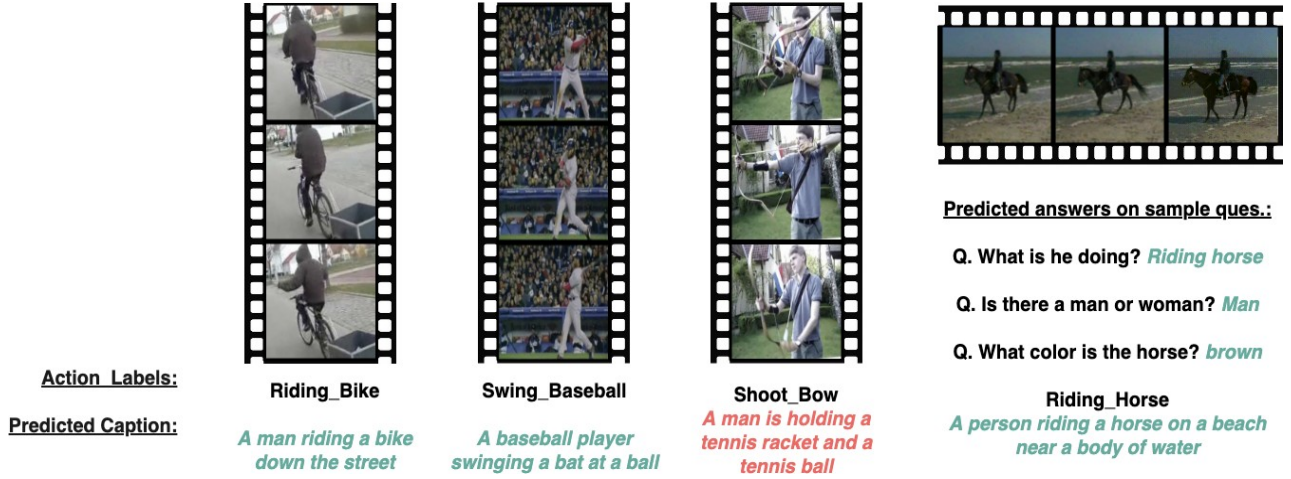 Predicted answers on sample ques.:
Q. What is he doing? Riding horse
Q. Is there a man or woman? Man
Q. What color is the horse? brown
Action Labels:
Riding_Bike
Swing_Baseball
Shoot_Bow
Riding_Horse
Predicted Caption:
A man riding a bike
down the street
A baseball player
swinging a bat at a ball
A man is holding a
tennis racket and a
tennis ball
A person riding a horse on a beach
near a body of water